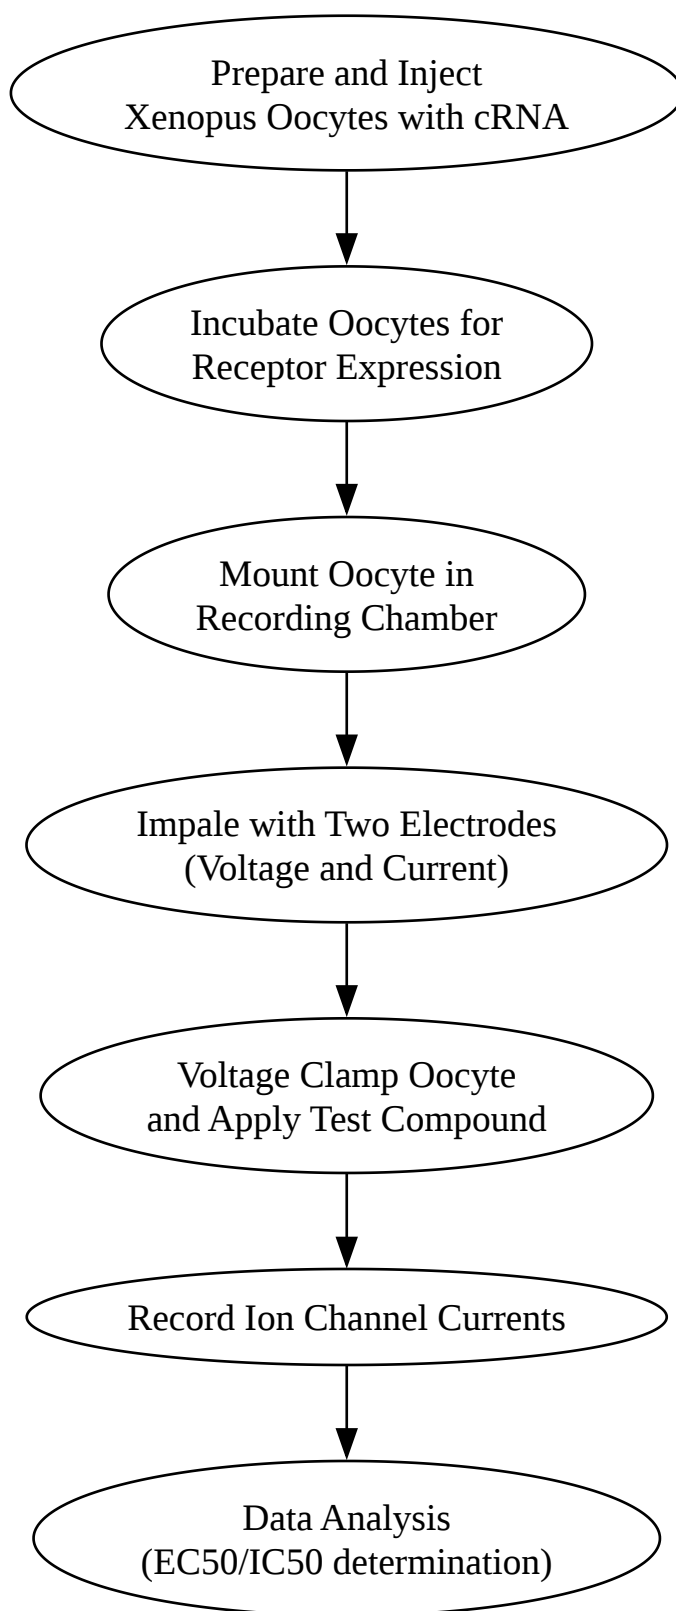 Prepare and Inject
Xenopus Oocytes with cRNA
Incubate Oocytes for
Receptor Expression
Mount Oocyte in
Recording Chamber
Impale with Two Electrodes
(Voltage and Current)
Voltage Clamp Oocyte
and Apply Test Compound
Record Ion Channel Currents
Data Analysis
(EC50/IC50 determination)